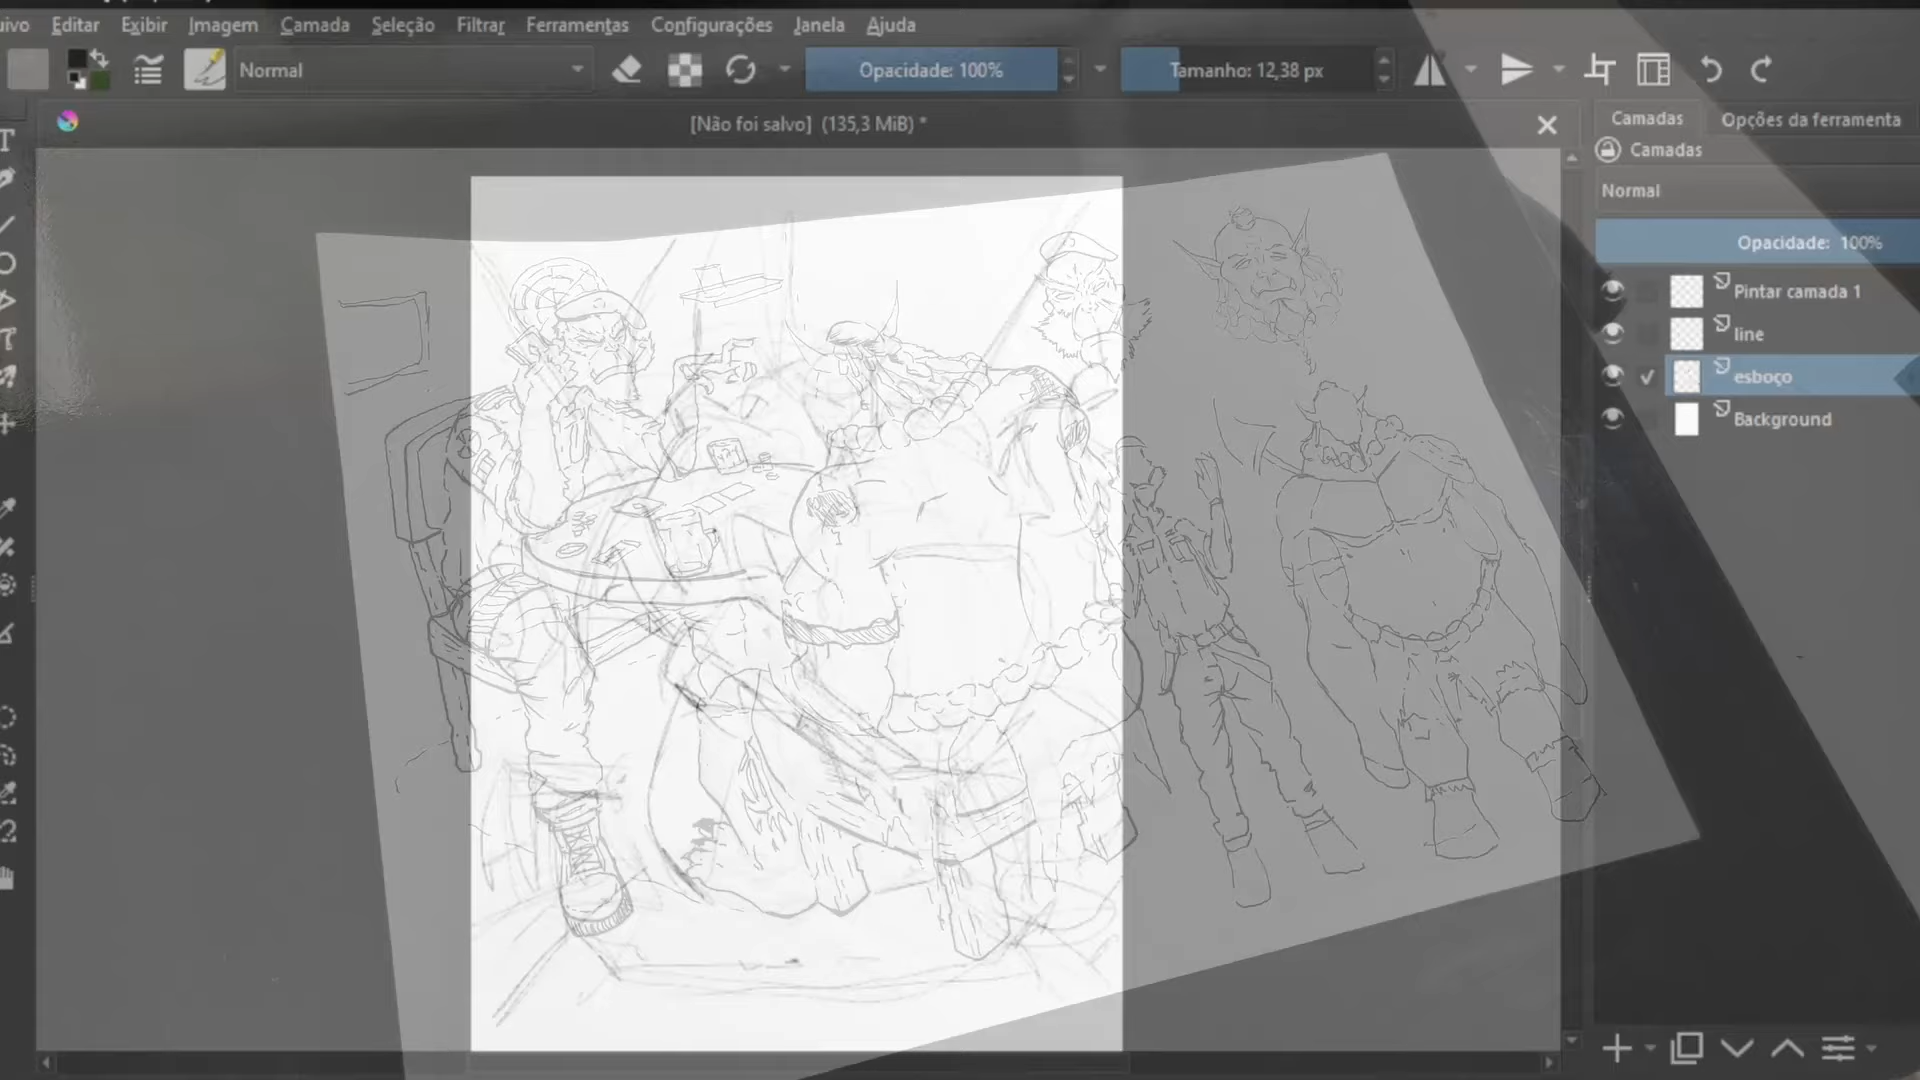 ivo Editar Exibir Imagem Camada Seleção Filtrar Ferramentas Configurações Janela Ajuda
Normal
Opacidade: 100%
Tamanho: 12,38 px
[Não foi salvo] (135,3 MiB) *
Camadas
Opções da ferramenta
Camadas
Normal
Opacidade: 100%
Pintar camada 1
line
esboço
Background